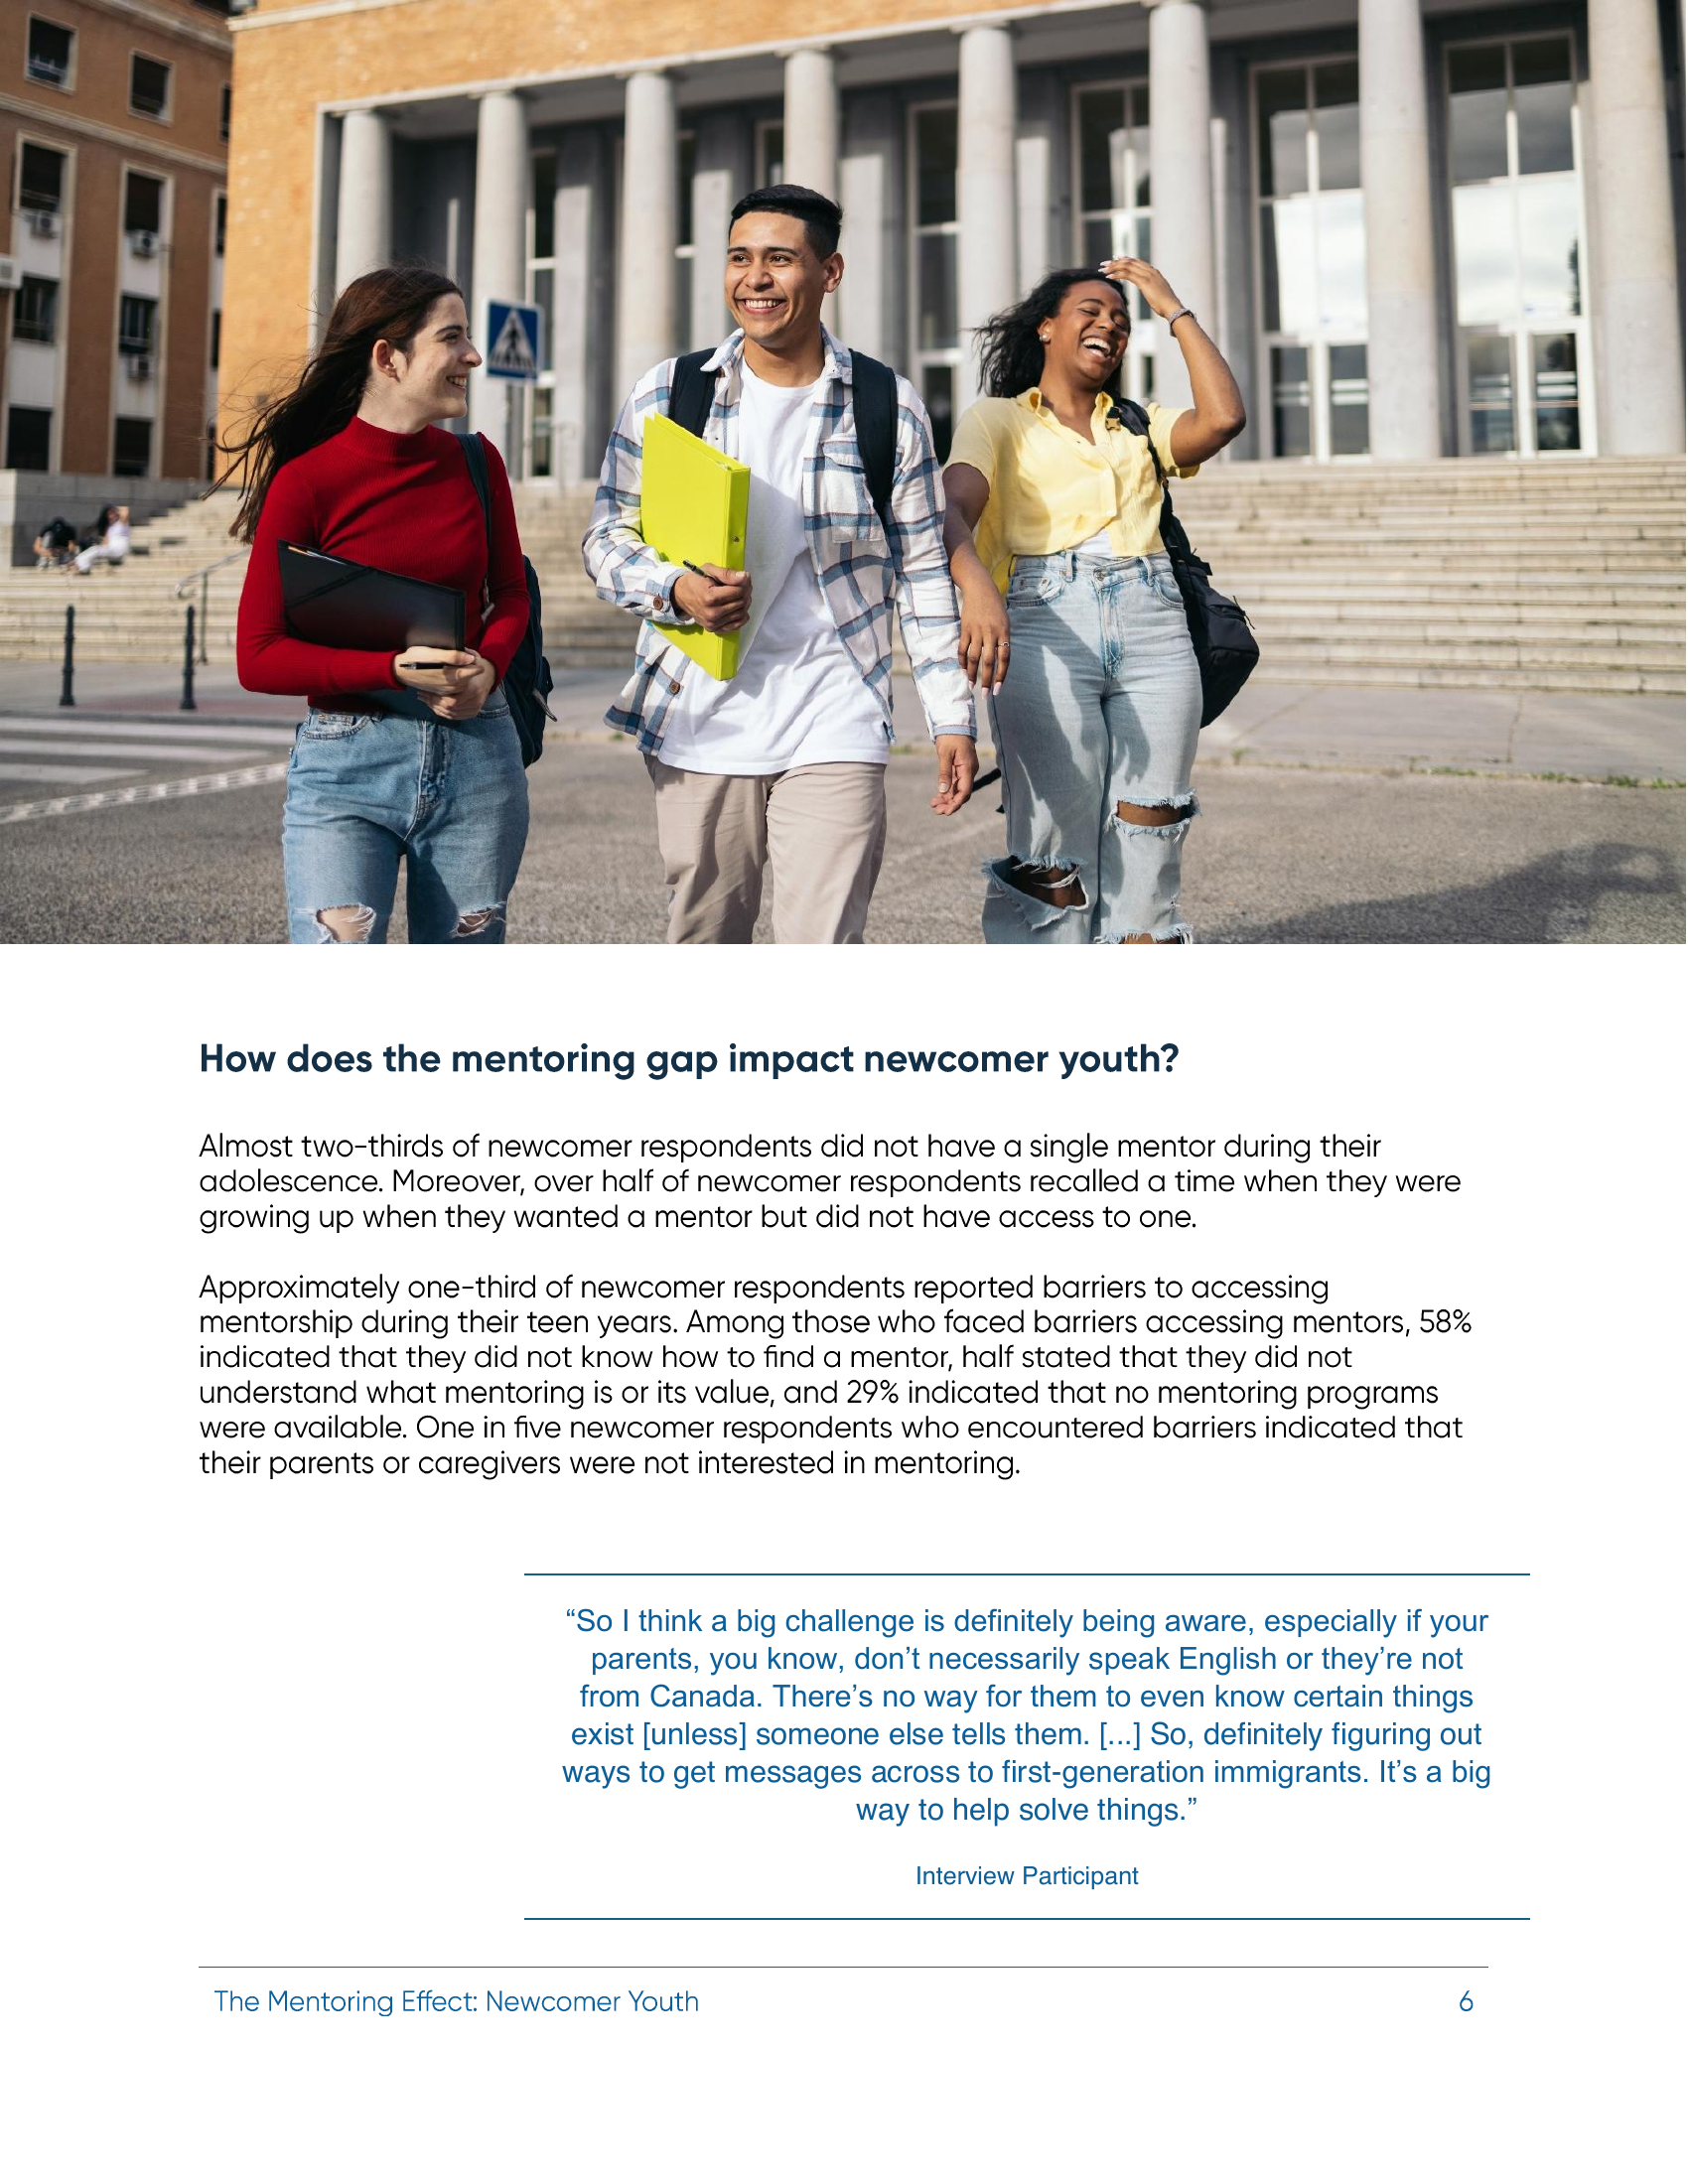 How does the mentoring gap impact newcomer youth?
Almost two-thirds of newcomer respondents did not have a single mentor during their
adolescence. Moreover, over half of newcomer respondents recalled a time when they were
growing up when they wanted a mentor but did not have access to one.
Approximately one-third of newcomer respondents reported barriers to accessing
mentorship during their teen years. Among those who faced barriers accessing mentors, 58%
indicated that they did not know how to find a mentor, half stated that they did not
understand what mentoring is or its value, and 29% indicated that no mentoring programs
were available. One in five newcomer respondents who encountered barriers indicated that
their parents or caregivers were not interested in mentoring.
“So I think a big challenge is definitely being aware, especially if your
parents, you know, don’t necessarily speak English or they’re not
from Canada. There’s no way for them to even know certain things
exist [unless] someone else tells them. [...] So, definitely figuring out
ways to get messages across to first-generation immigrants. It’s a big
way to help solve things.”
Interview Participant
The Mentoring Effect: Newcomer Youth 6